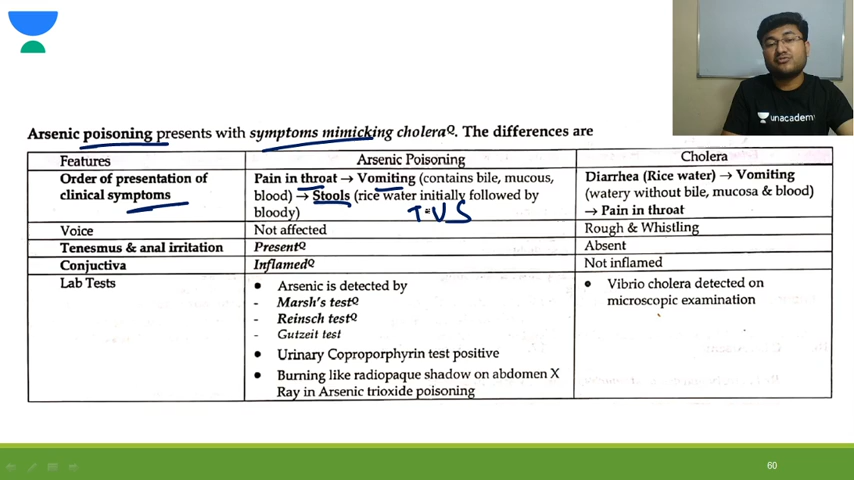 unacademy
Arsenic poisoning presents with symptoms mimicking choleraQ. The differences are
Features
Arsenic Poisoning
Cholera
Order of presentation of
clinical symptoms
Pain in throat → Vomiting (contains bile, mucous,
blood) → Stools (rice water initially followed by
bloody)
T V S
Diarrhea (Rice water) → Vomiting
(watery without bile, mucosa & blood)
→ Pain in throat
Voice
Not affected
Rough & Whistling
Tenesmus & anal irritation
PresentQ
Absent
Conjuctiva
InflamedQ
Not inflamed
Lab Tests
• Arsenic is detected by
- Marsh's testQ
- Reinsch testQ
- Gutzeit test
• Urinary Coproporphyrin test positive
• Burning like radiopaque shadow on abdomen X
Ray in Arsenic trioxide poisoning
• Vibrio cholera detected on
microscopic examination
60